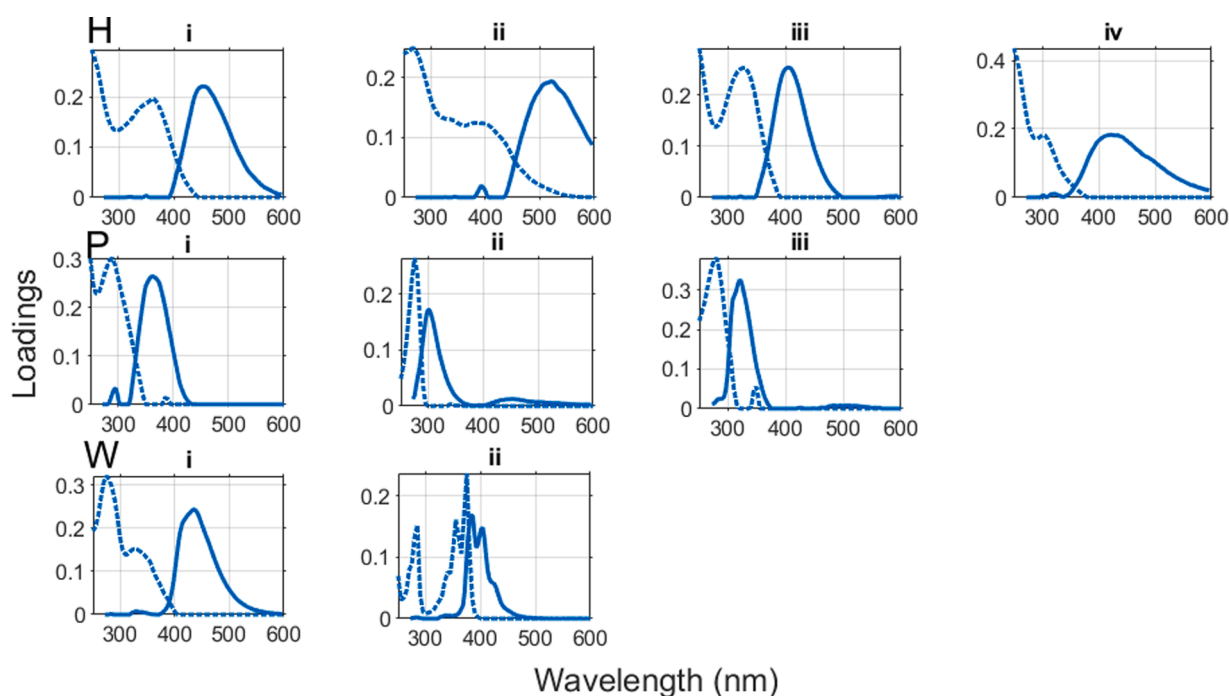 H i ii iii iv
0.2 0.2 0.2 0.4
0.1 0.1 0.1 0.2
0 0 0 0
300 400 500 600 300 400 500 600 300 400 500 600 300 400 500 600
P i ii iii
0.3 0.2 0.3
0.2 0.1 0.2
0.1 0 0.1
0 0
300 400 500 600 300 400 500 600 300 400 500 600
Loadings
W i ii
0.3 0.2
0.2 0.1
0.1 0
0
300 400 500 600 300 400 500 600
Wavelength (nm)